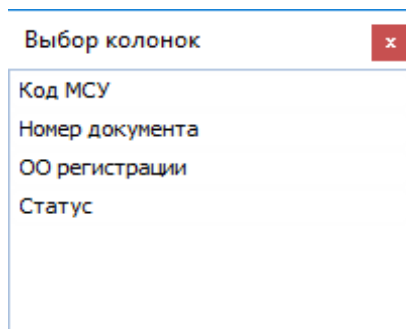 Выбор колонок
x
Код МСУ
Номер документа
ОО регистрации
Статус